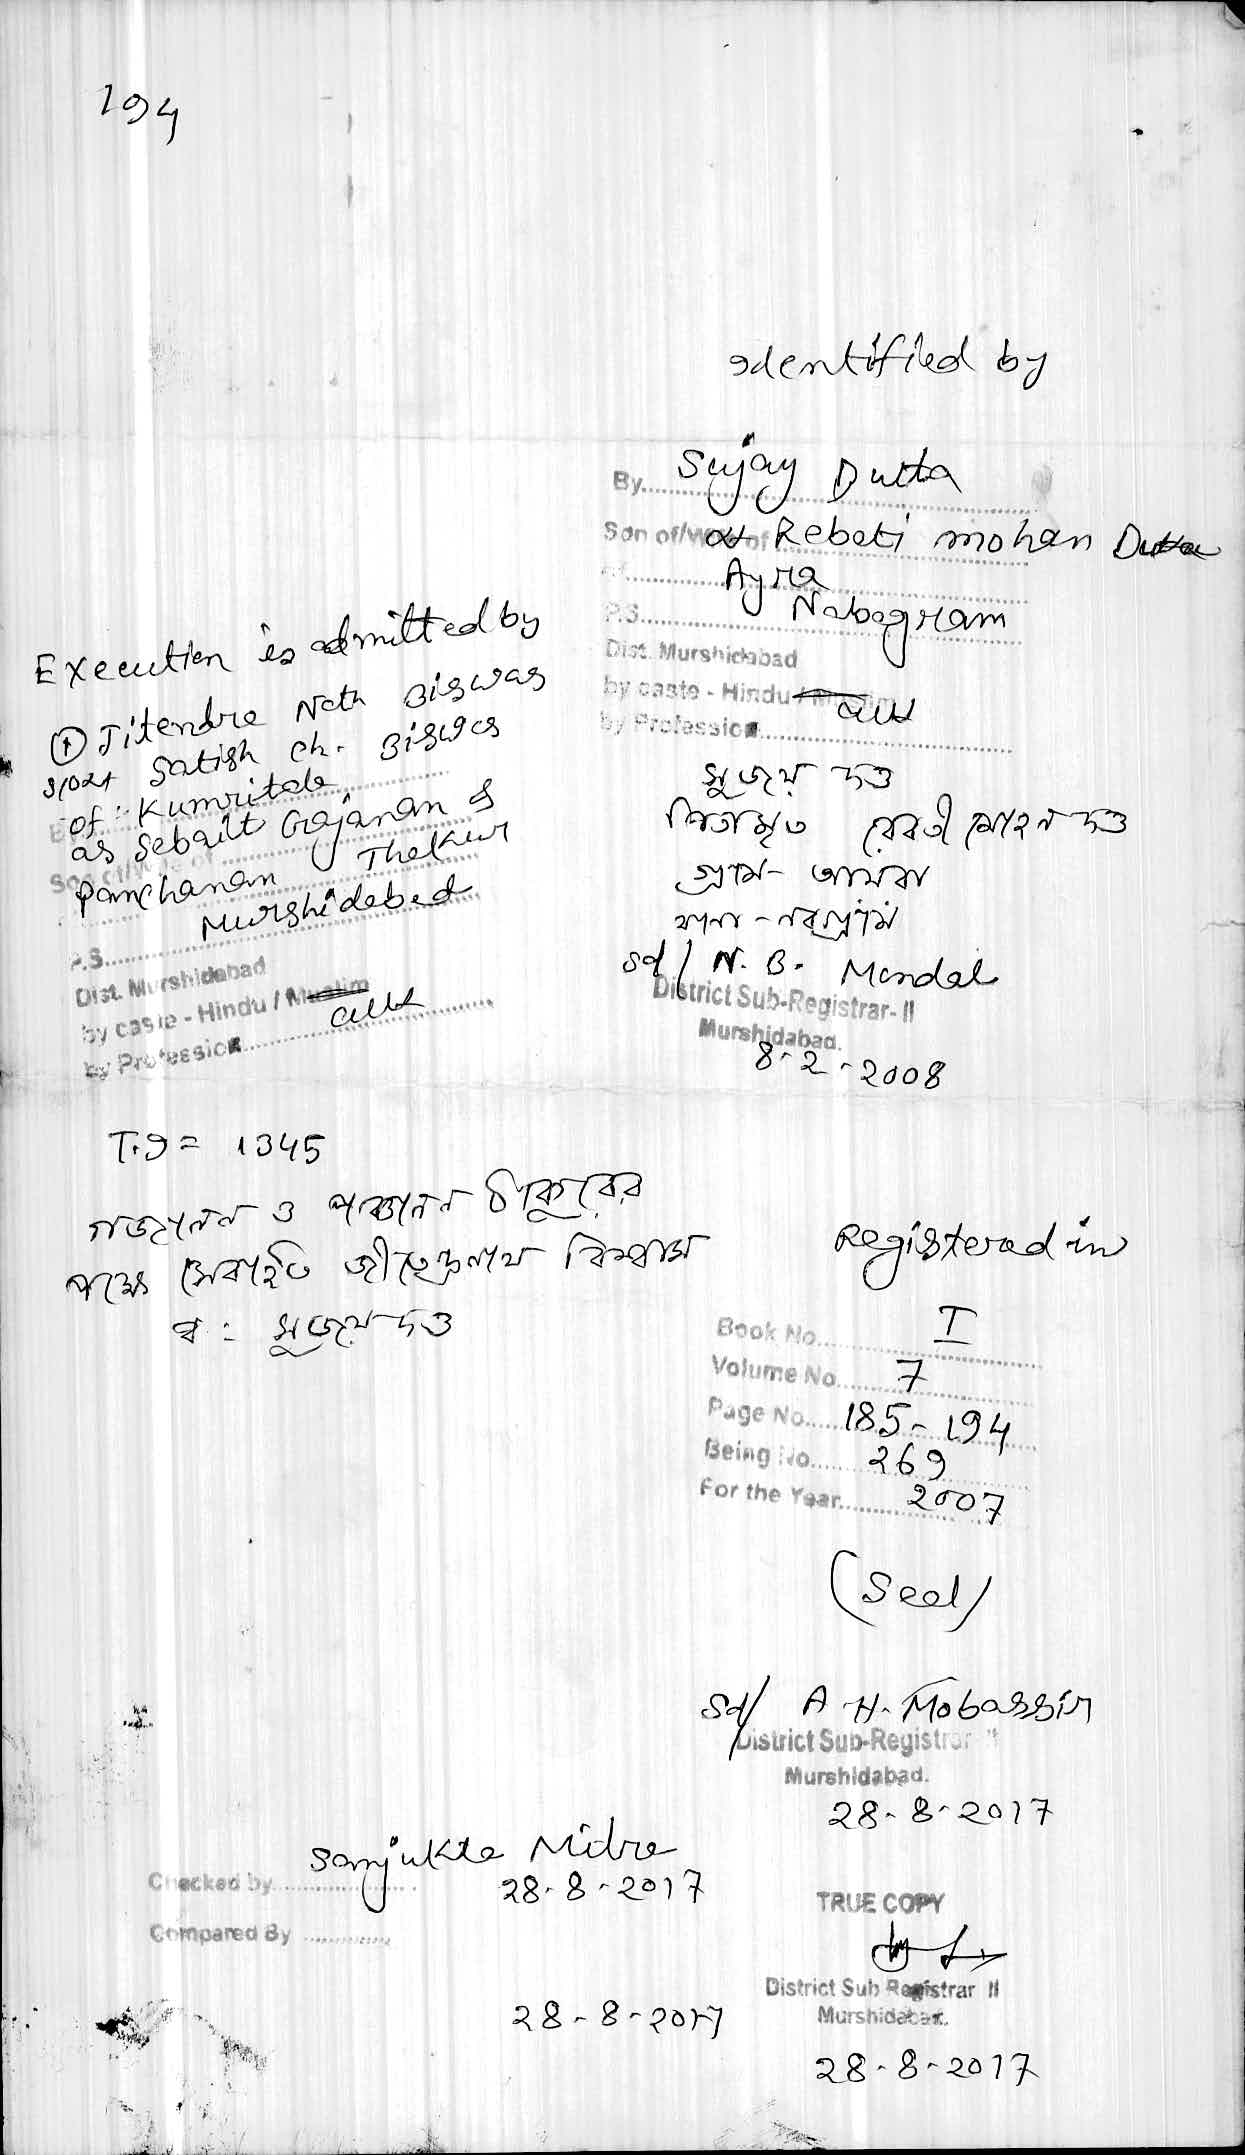 194
Identified by
By Sujay Dutta
Son of/Wife of Rebati mohan Dutta
Ayra
P.S. Nabagram
Dist. Murshidabad
by caste - Hindu / Muslim
by Profession cult
সুজয় দত্ত
পিতা মৃত রেবতী মোহন দত্ত
গ্রাম - আয়রা
থানা - নবগ্রাম
Sd/ N. B. Mondal
District Sub-Registrar-II
Murshidabad.
8-2-2008
Execution is admitted by
① Jitendra Nath Biswas
S/o Lt Satish Ch. Biswas
of: Kumritala
as Sebait Gajanan &
Panchanan Thakur
Murshidabad
P.S.
Dist. Murshidabad
by caste - Hindu / Muslim
by Profession cult
T.I = 1345
গজানন ও পঞ্চানন ঠাকুরের
পক্ষে সেবাইত জীতেন্দ্রনাথ বিশ্বাস
ব: সুজয় দত্ত
Registered in
Book No. I
Volume No. 7
Page No. 185-194
Being No. 269
For the Year 2007
(Seal)
Sd/ A. H. Mobassir
District Sub-Registrar II
Murshidabad.
28-8-2017
Checked by Sanjukta Mitra
28-8-2017
Compared By
28-8-2017
TRUE COPY
District Sub Registrar II
Murshidabad.
28-8-2017